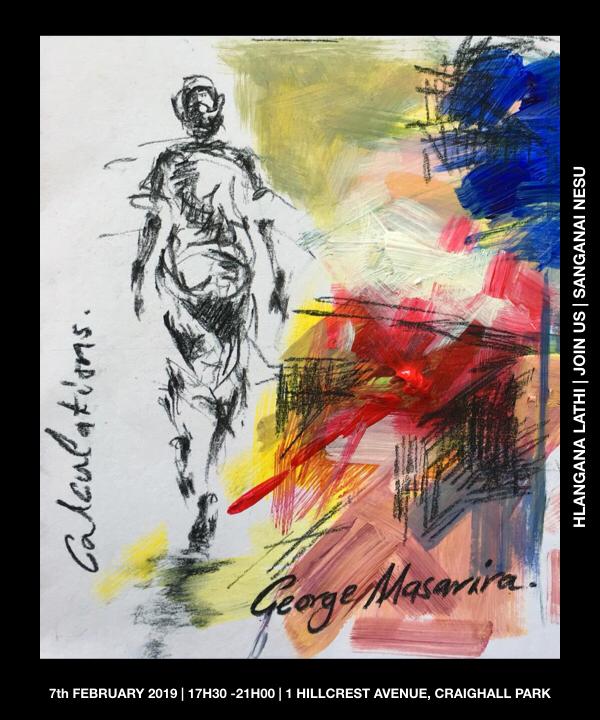 Calculations.
George Masarira.
HLANGANA LATHI | JOIN US | SANGANAI NESU
7th FEBRUARY 2019 | 17H30 -21H00 | 1 HILLCREST AVENUE, CRAIGHALL PARK